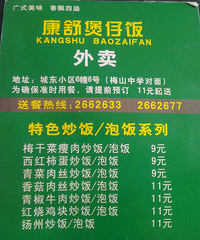 广式美味 香飘四溢
康舒煲仔饭
KANGSHU BAOZAIFAN
外卖
地址：城东小区6幢6号（梅山中学对面）
为确保准时用餐、请提前预订 11元起送
送餐热线：2662633 2662677
特色炒饭/泡饭系列
梅干菜瘦肉炒饭/泡饭 9元
西红柿蛋炒饭/泡饭 9元
青菜肉丝炒饭/泡饭 9元
香菇肉丝炒饭/泡饭 11元
青椒牛肉炒饭/泡饭 11元
红烧鸡块炒饭/泡饭 11元
扬州炒饭/泡饭 11元